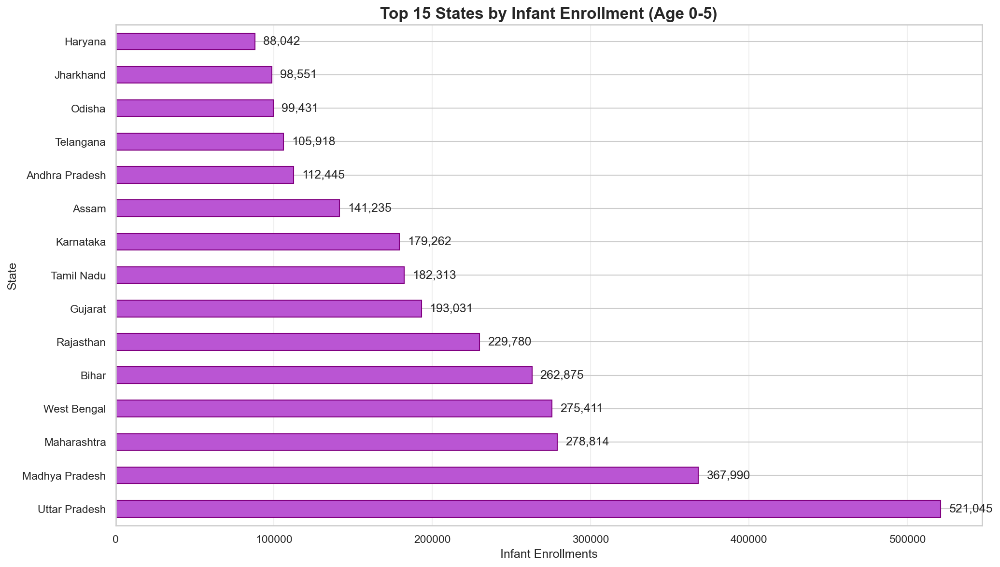 Top 15 States by Infant Enrollment (Age 0-5)
Haryana 88,042
Jharkhand 98,551
Odisha 99,431
Telangana 105,918
Andhra Pradesh 112,445
Assam 141,235
Karnataka 179,262
Tamil Nadu 182,313
Gujarat 193,031
Rajasthan 229,780
Bihar 262,875
West Bengal 275,411
Maharashtra 278,814
Madhya Pradesh 367,990
Uttar Pradesh 521,045
State
0 100000 200000 300000 400000 500000
Infant Enrollments